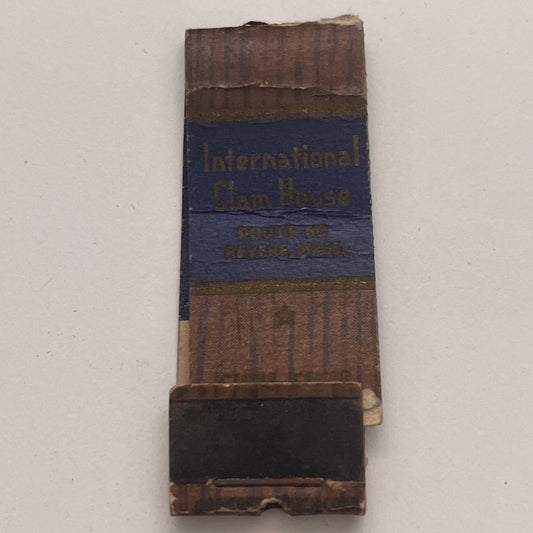 International
Clam House
ROUTE 60
REVERE, MASS.